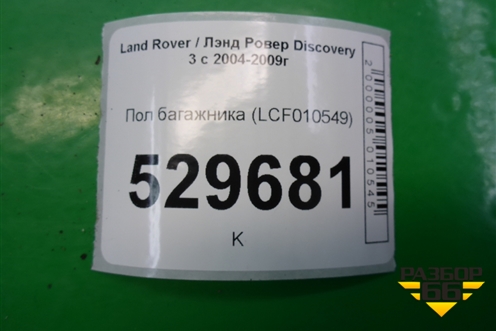 Land Rover / Лэнд Ровер Discovery
3 с 2004-2009г
Пол багажника (LCF010549)
529681
К
2000005010545
РАЗБОР
66